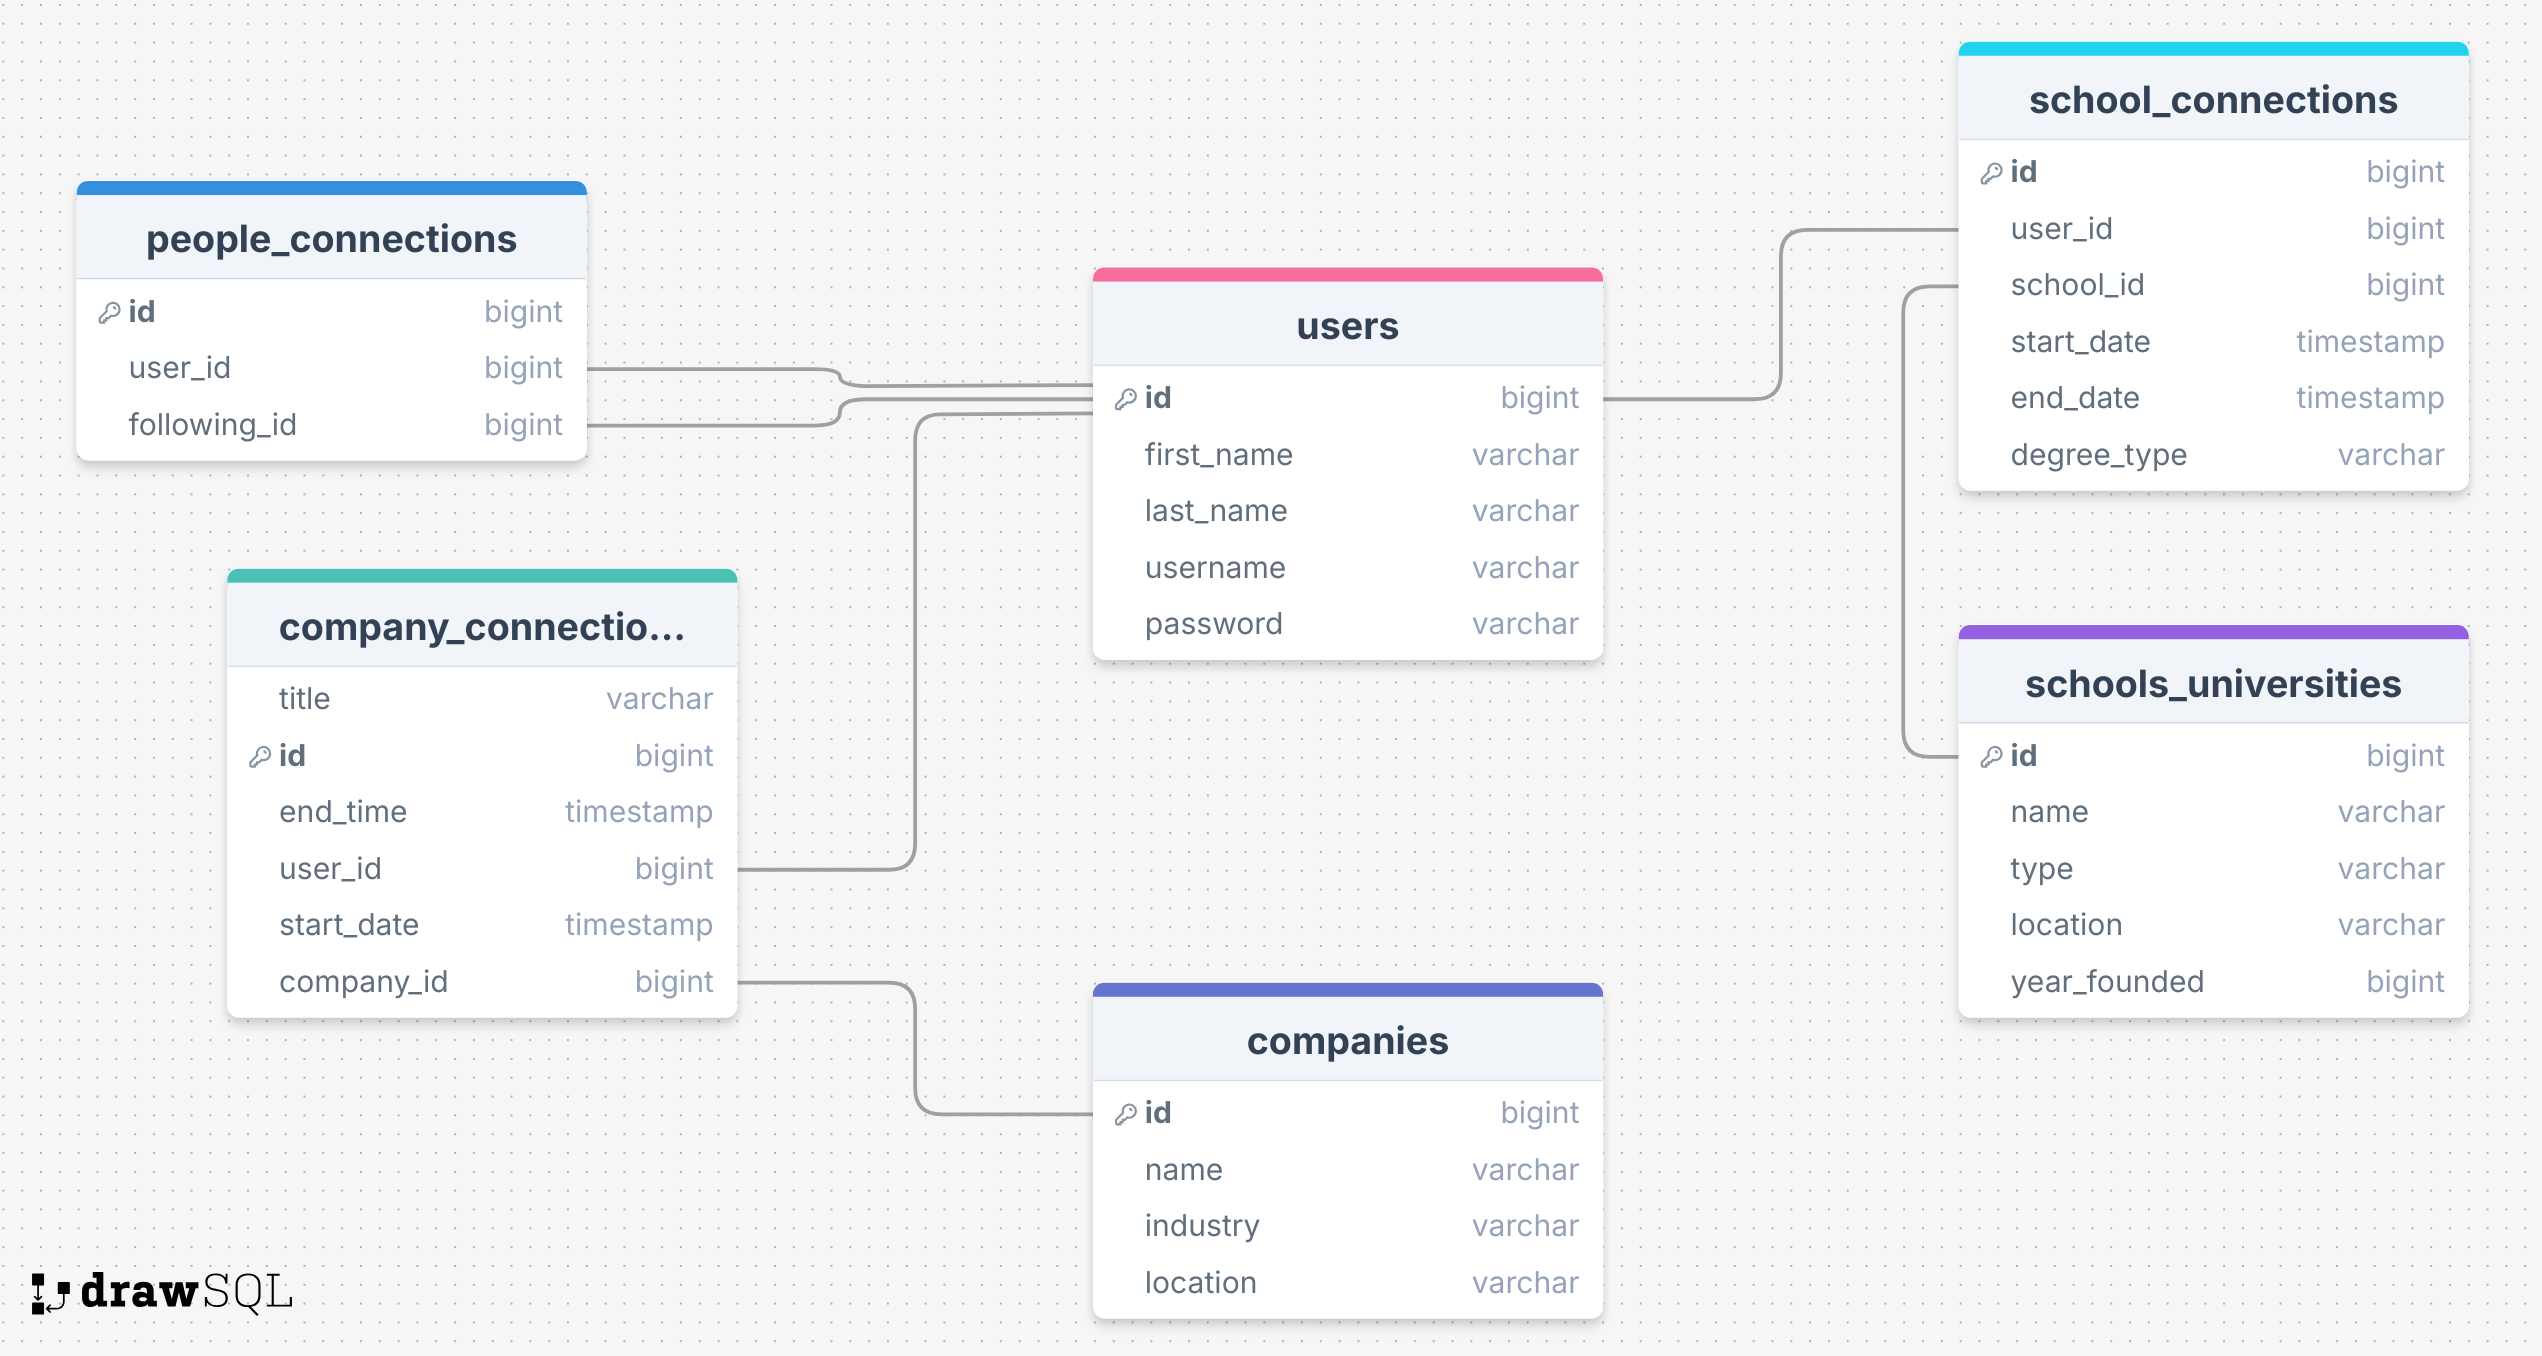 people_connections
id bigint
user_id bigint
following_id bigint
company_connectio...
title varchar
id bigint
end_time timestamp
user_id bigint
start_date timestamp
company_id bigint
users
id bigint
first_name varchar
last_name varchar
username varchar
password varchar
companies
id bigint
name varchar
industry varchar
location varchar
school_connections
id bigint
user_id bigint
school_id bigint
start_date timestamp
end_date timestamp
degree_type varchar
schools_universities
id bigint
name varchar
type varchar
location varchar
year_founded bigint
drawSQL